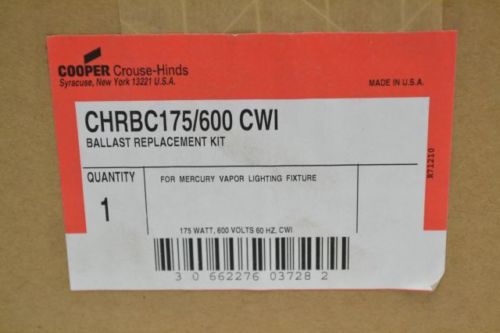 COOPER Crouse-Hinds
Syracuse, New York 13221 U.S.A.
MADE IN U.S.A.
CHRBC175/600 CWI
BALLAST REPLACEMENT KIT
QUANTITY
1
FOR MERCURY VAPOR LIGHTING FIXTURE
R71210
175 WATT, 600 VOLTS 60 HZ, CWI
3 0 662276 03728 2